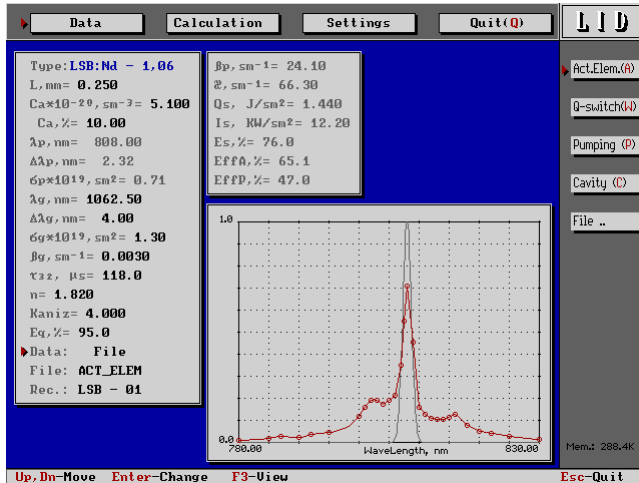 Data Calculation Settings Quit(Q) LID
Type:LSB:Nd - 1,06
L,mm= 0.250
Ca*10-20,sm-3= 5.100
Ca,%= 10.00
λp,nm= 808.00
Δλp,nm= 2.32
бp*1019,sm2= 0.71
λg,nm= 1062.50
Δλg,nm= 4.00
бg*1019,sm2= 1.30
βg,sm-1= 0.0030
τ32, μs= 118.0
n= 1.820
Kaniz= 4.000
Eq,%= 95.0
Data: File
File: ACT_ELEM
Rec.: LSB - 01
βp,sm-1= 24.10
æ,sm-1= 66.30
Qs, J/sm2= 1.440
Is, KW/sm2= 12.20
Es,%= 76.0
EffA,%= 65.1
EffP,%= 47.0
1.0
0.0
780.00 WaveLength, nm 830.00
Act.Elem.(A)
Q-switch(W)
Pumping (P)
Cavity (C)
File ..
Mem.: 288.4K
Up,Dn-Move Enter-Change F3-View Esc-Quit